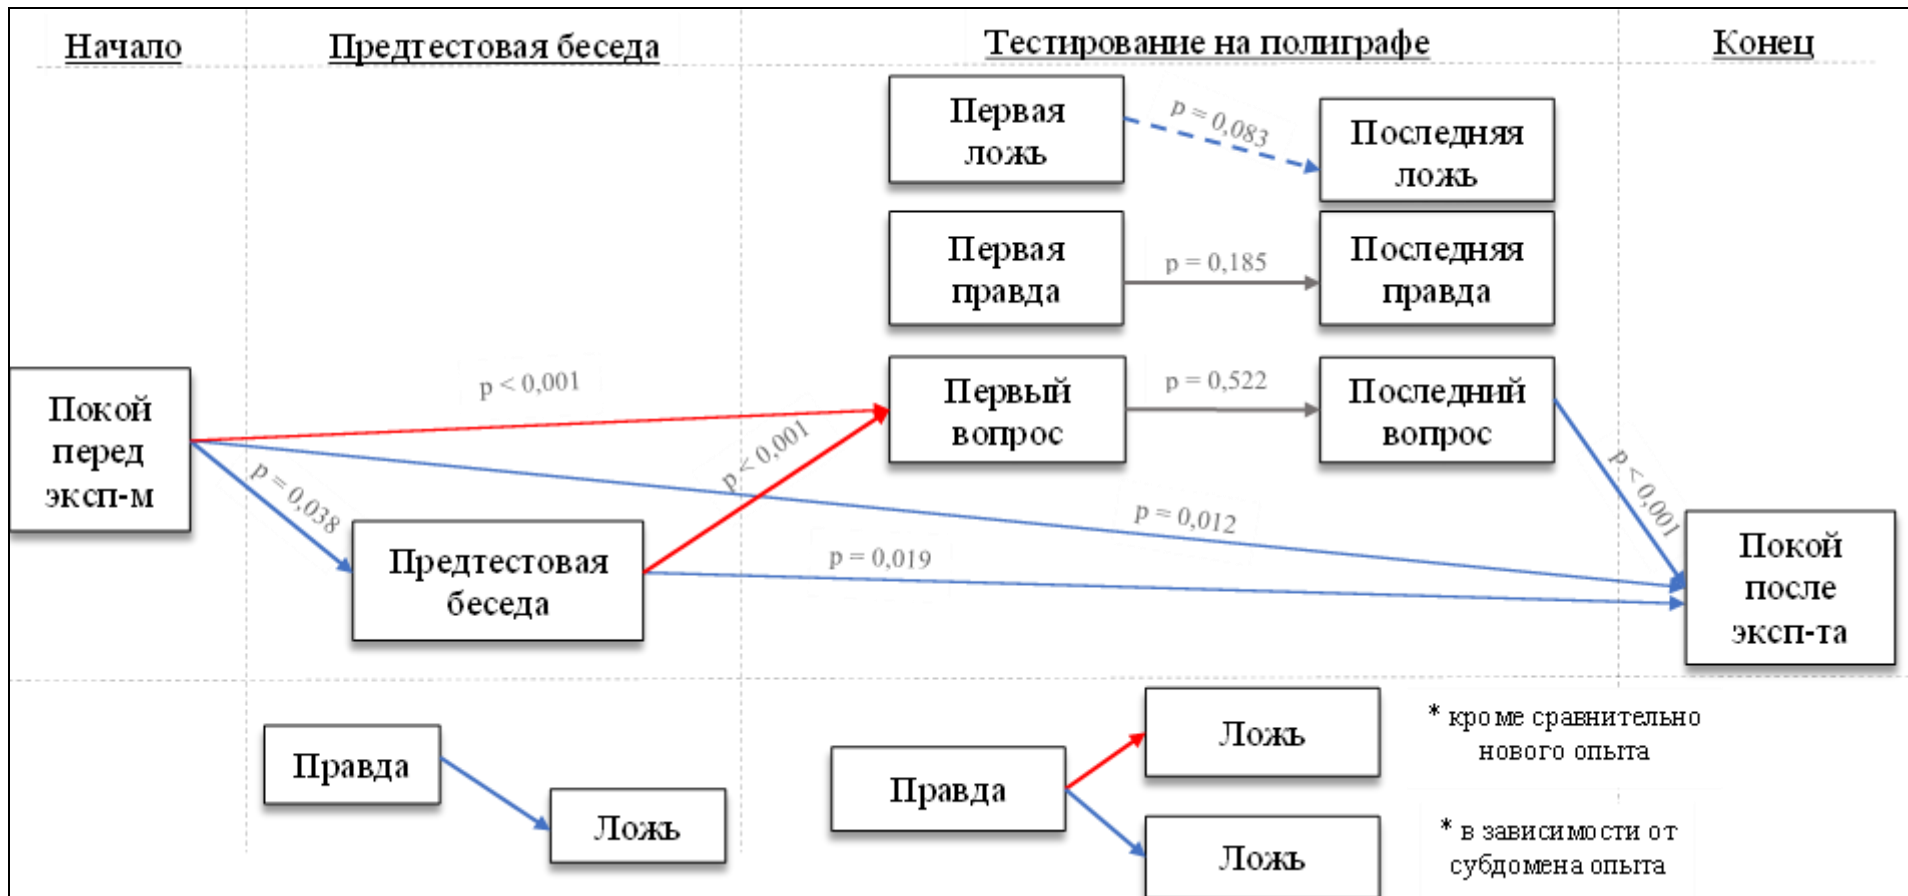 Начало
Предтестовая беседа
Тестирование на полиграфе
Конец
Первая
ложь
p = 0,083
Последняя
ложь
Первая
правда
p = 0,185
Последняя
правда
p < 0,001
Первый
вопрос
p = 0,522
Последний
вопрос
Покой
перед
эксп-м
p = 0,038
p < 0,001
p = 0,012
p < 0,001
Предтестовая
беседа
p = 0,019
Покой
после
эксп-та
Правда
Ложь
Правда
Ложь
* кроме сравнительно
нового опыта
Ложь
* в зависимости от
субдомена опыта